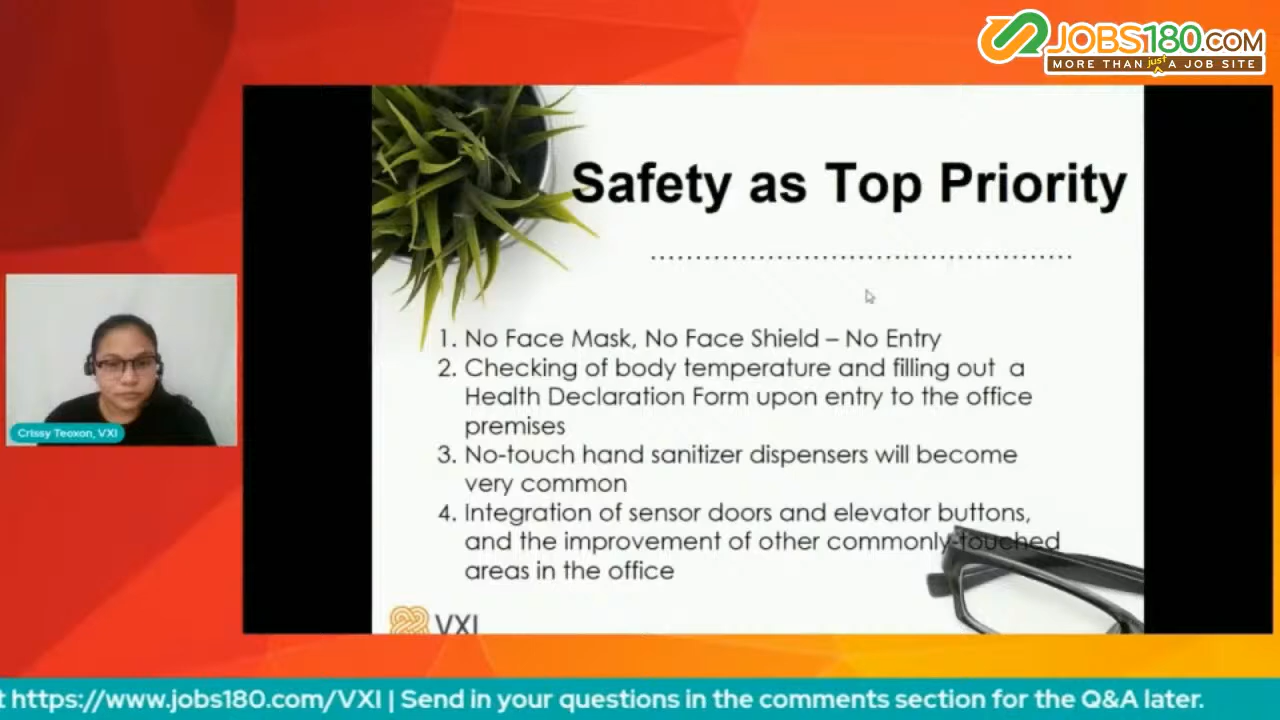 JOBS180.COM
MORE THAN just A JOB SITE
Safety as Top Priority
1. No Face Mask, No Face Shield – No Entry
2. Checking of body temperature and filling out a
Health Declaration Form upon entry to the office
premises
3. No-touch hand sanitizer dispensers will become
very common
4. Integration of sensor doors and elevator buttons,
and the improvement of other commonly-touched
areas in the office
VXI
Crissy Teoxon, VXI
t https://www.jobs180.com/VXI | Send in your questions in the comments section for the Q&A later.